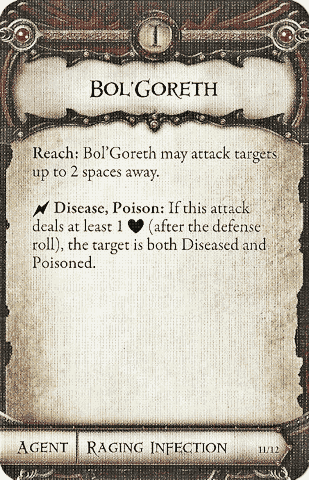 I
Bol'Goreth
Reach: Bol'Goreth may attack targets
up to 2 spaces away.
Disease, Poison: If this attack
deals at least 1 (after the defense
roll), the target is both Diseased and
Poisoned.
Agent Raging Infection 11/12